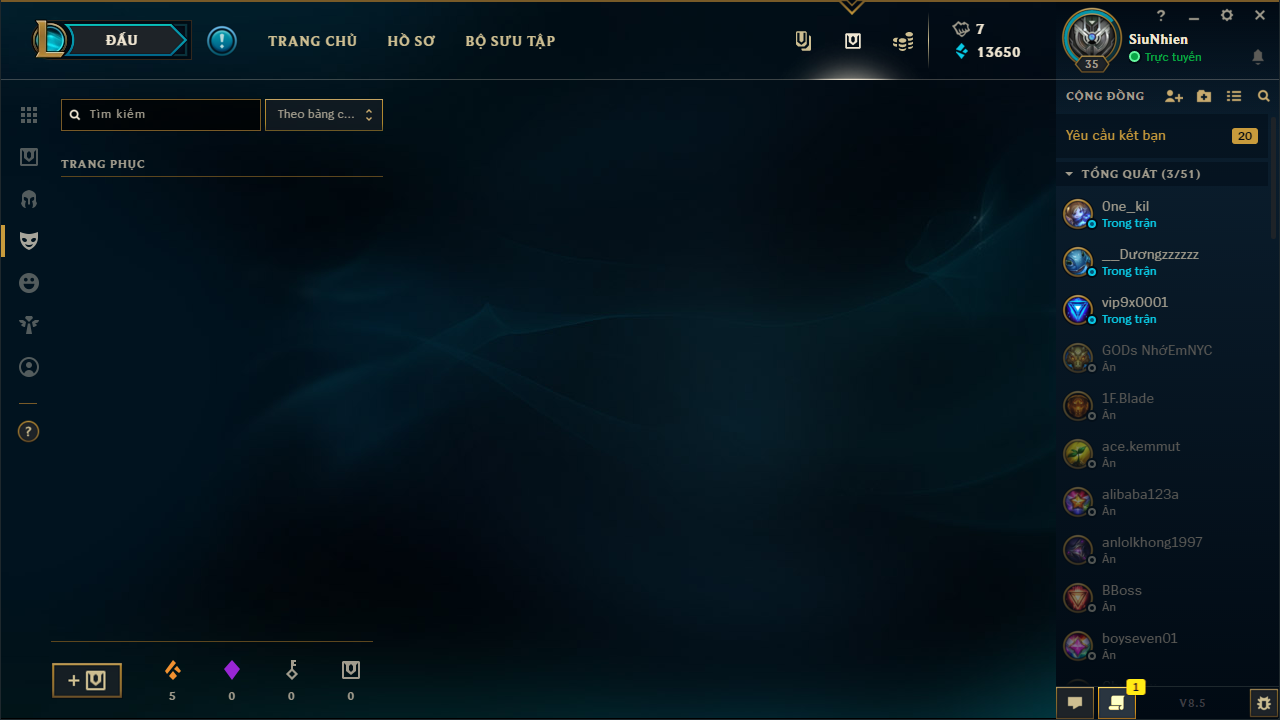 ĐẤU
TRANG CHỦ
HỒ SƠ
BỘ SƯU TẬP
7
13650
?
35
SiuNhien
Trực tuyến
Tìm kiếm
Theo bảng c...
TRANG PHỤC
?
5
0
0
0
CỘNG ĐỒNG
Yêu cầu kết bạn
20
TỔNG QUÁT (3/51)
One_kil
Trong trận
__Dươngzzzzzz
Trong trận
vip9x0001
Trong trận
GODs NhớEmNYC
Ẩn
1F.Blade
Ẩn
ace.kemmut
Ẩn
alibaba123a
Ẩn
anlolkhong1997
Ẩn
BBoss
Ẩn
boyseven01
Ẩn
1
V8.5